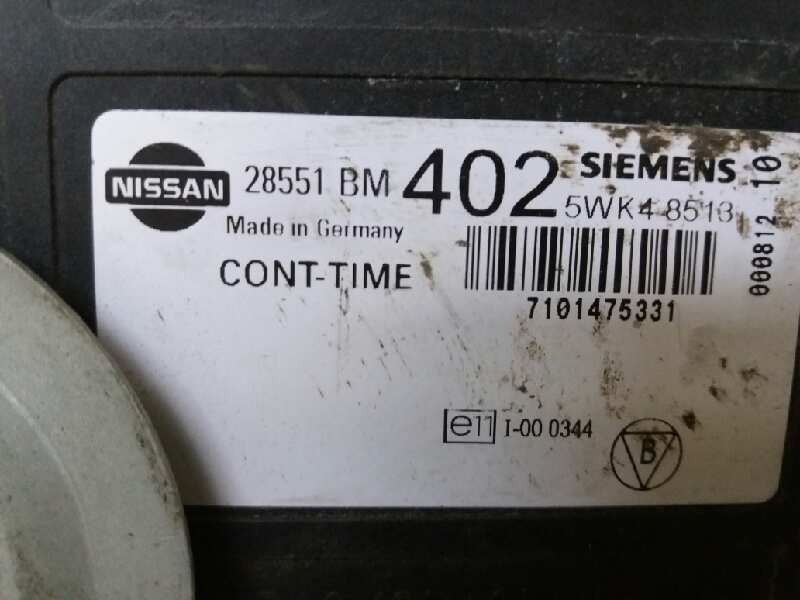 NISSAN 28551 BM 402 SIEMENS
5WK4 8513
Made in Germany
CONT-TIME
7101475331
000812 10
e11 I-00 0344
B